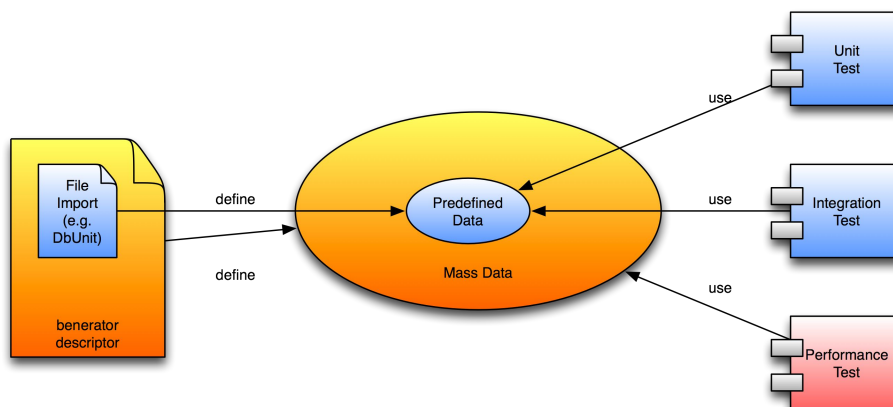 File
Import
(e.g.
DbUnit)
benerator
descriptor
define
define
Predefined
Data
Mass Data
use
use
use
Unit
Test
Integration
Test
Performance
Test